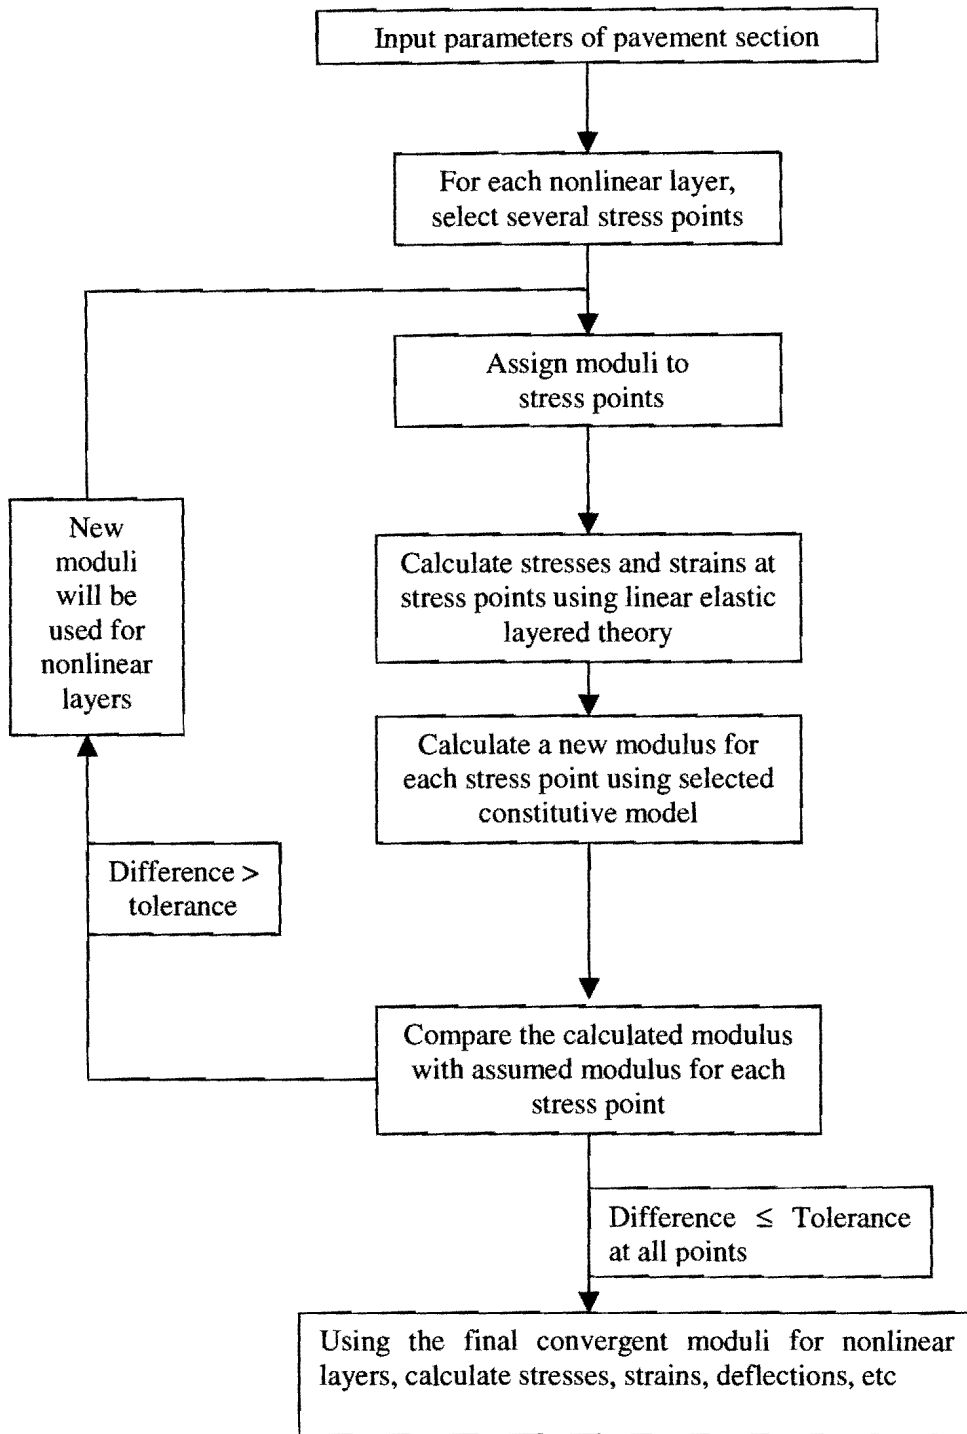 Input parameters of pavement section
For each nonlinear layer,
select several stress points
Assign moduli to
stress points
New
moduli
will be
used for
nonlinear
layers
Calculate stresses and strains at
stress points using linear elastic
layered theory
Calculate a new modulus for
each stress point using selected
constitutive model
Difference >
tolerance
Compare the calculated modulus
with assumed modulus for each
stress point
Difference ≤ Tolerance
at all points
Using the final convergent moduli for nonlinear
layers, calculate stresses, strains, deflections, etc